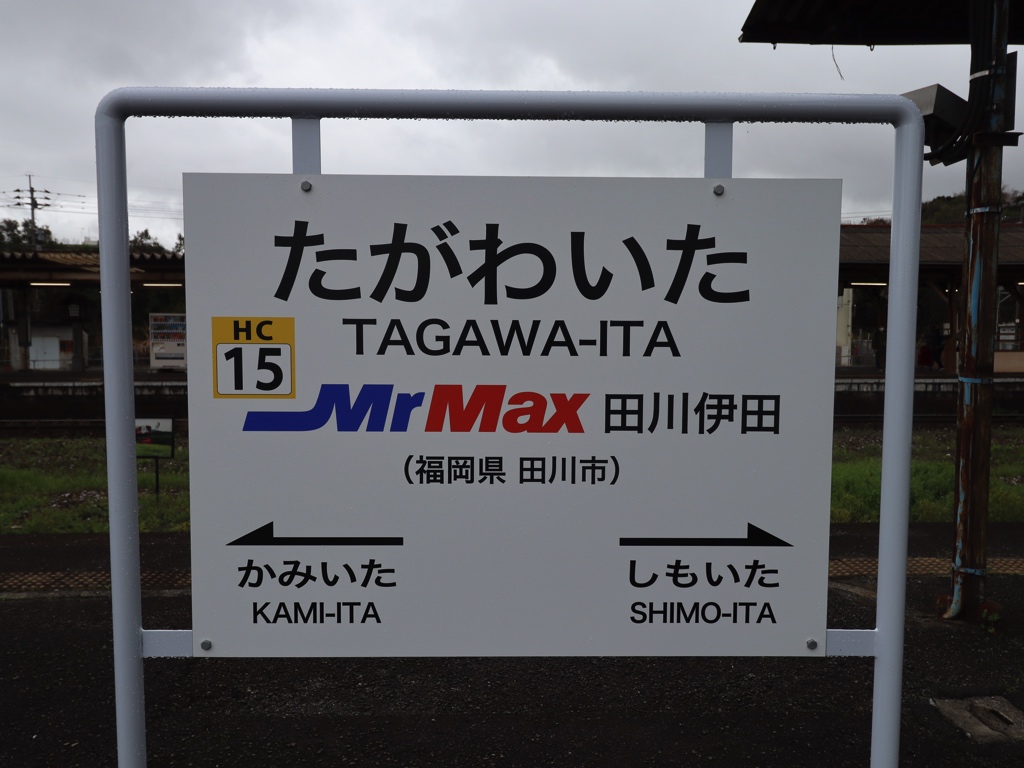 たがわいた
TAGAWA-ITA
HC
15
MrMax 田川伊田
（福岡県 田川市）
かみいた
KAMI-ITA
しもいた
SHIMO-ITA